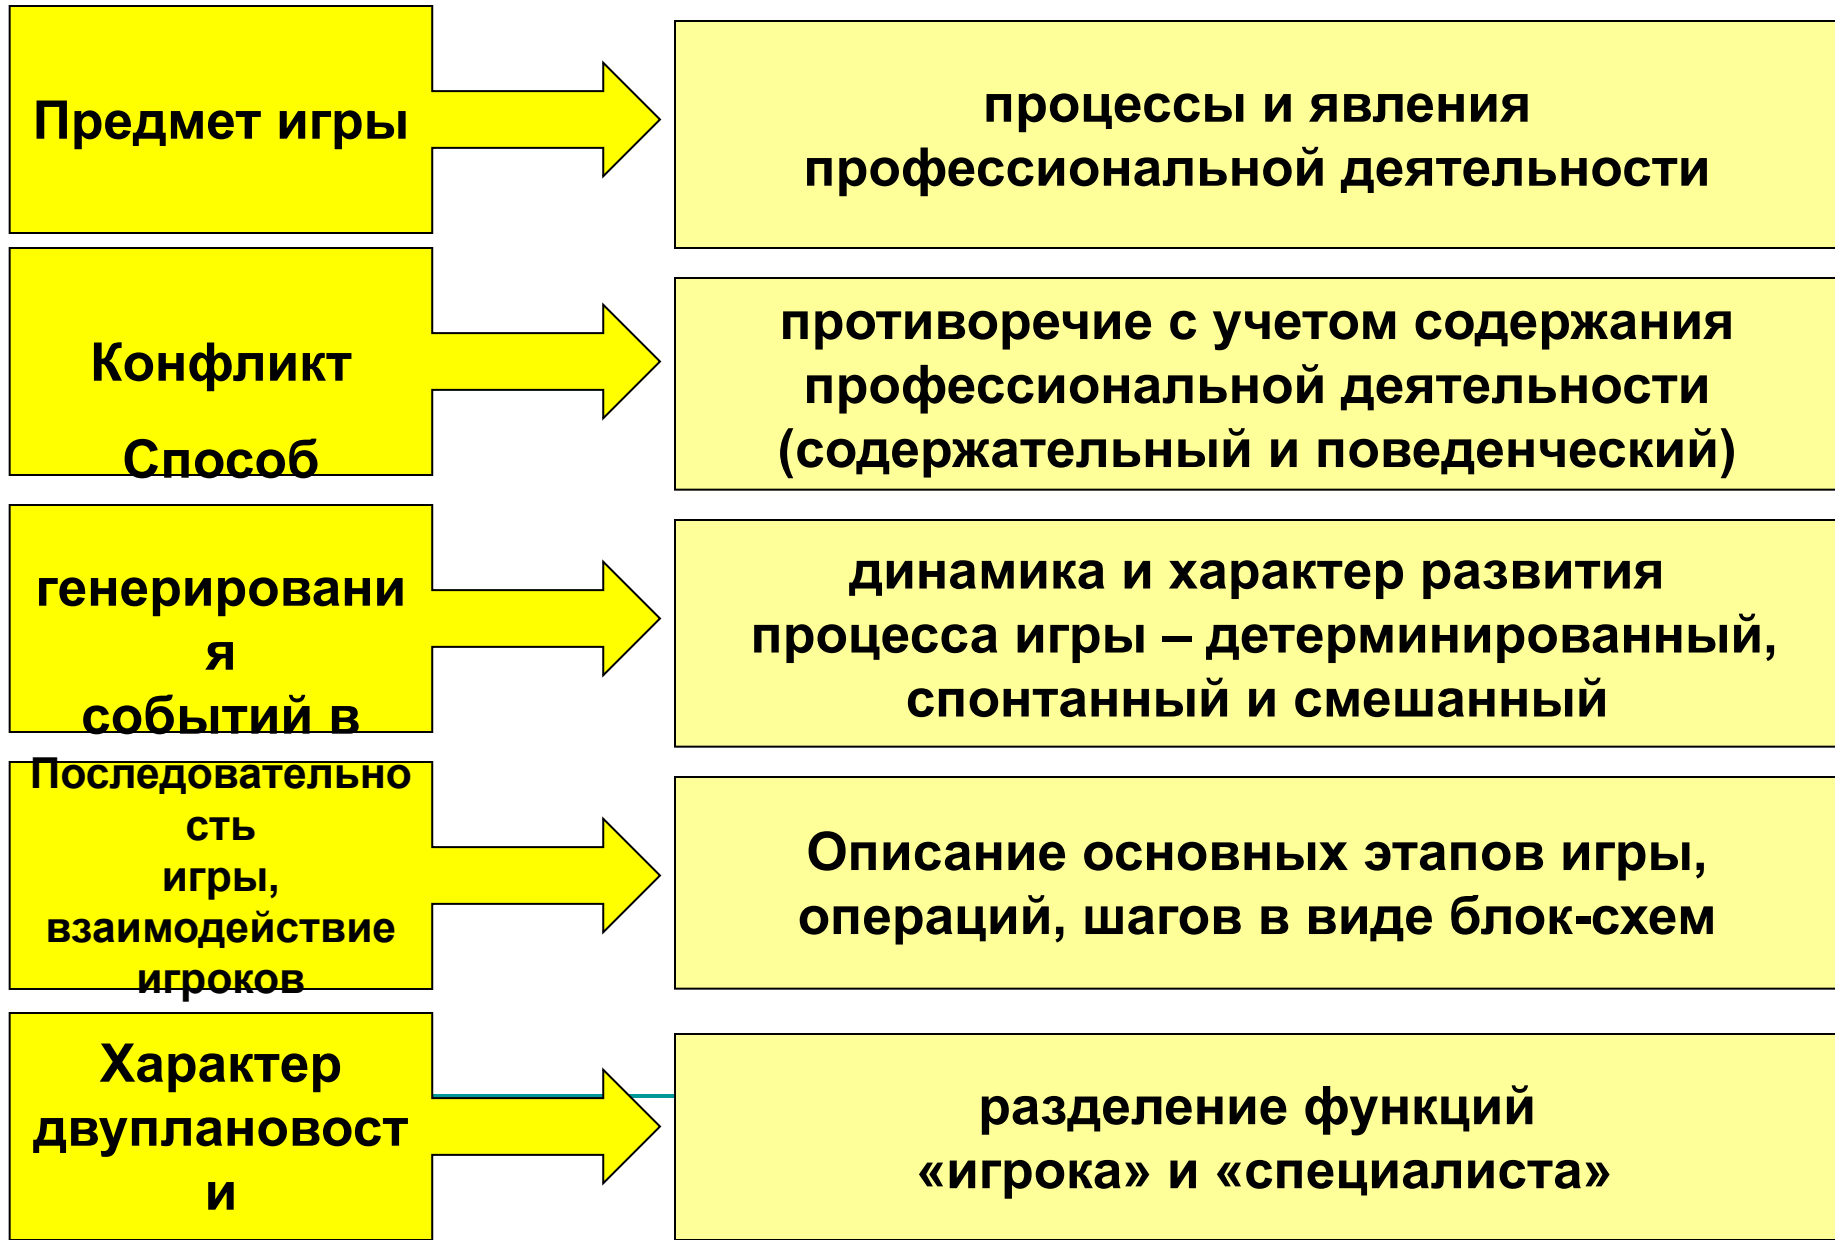 Предмет игры
процессы и явления
профессиональной деятельности
Конфликт
противоречие с учетом содержания
профессиональной деятельности
(содержательный и поведенческий)
Способ
генерировани
я
событий в
динамика и характер развития
процесса игры – детерминированный,
спонтанный и смешанный
Последовательно
сть
игры,
взаимодействие
игроков
Описание основных этапов игры,
операций, шагов в виде блок-схем
Характер
двуплановост
и
разделение функций
«игрока» и «специалиста»